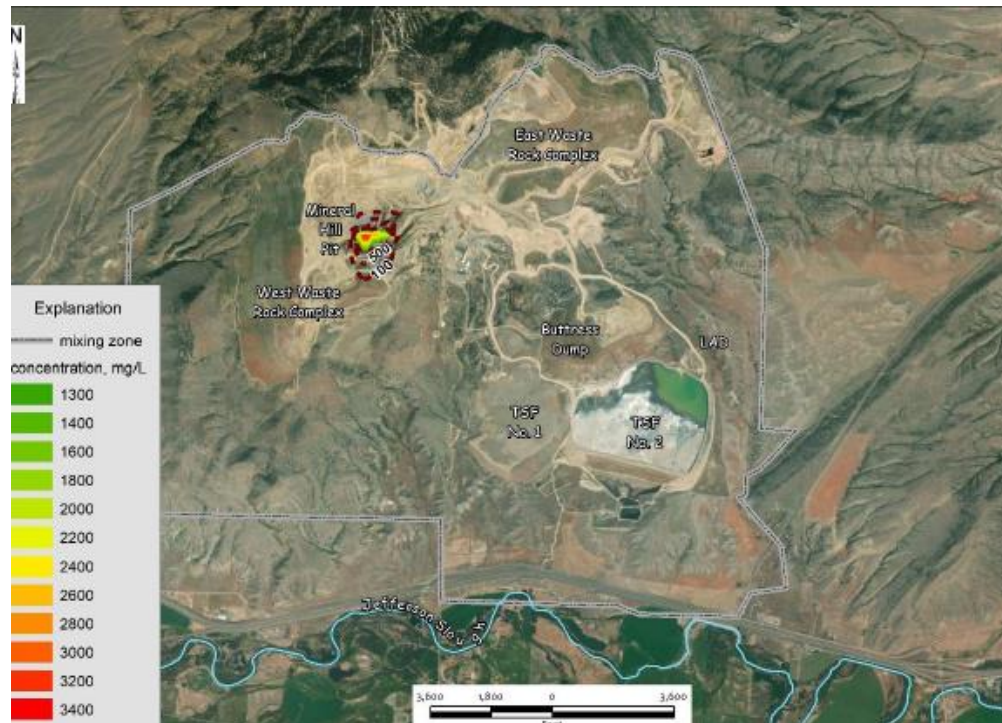 N
East Waste
Rock Complex
Mineral
Hill
Pit
500
100
West Waste
Rock Complex
Explanation
mixing zone
concentration, mg/L
1300
1400
1600
1800
2000
2200
2400
2600
2800
3000
3200
3400
Buttress
Dump
LAD
TSF
No. 1
TSF
No. 2
Jefferson Slough
3,600 1,800 0 3,600